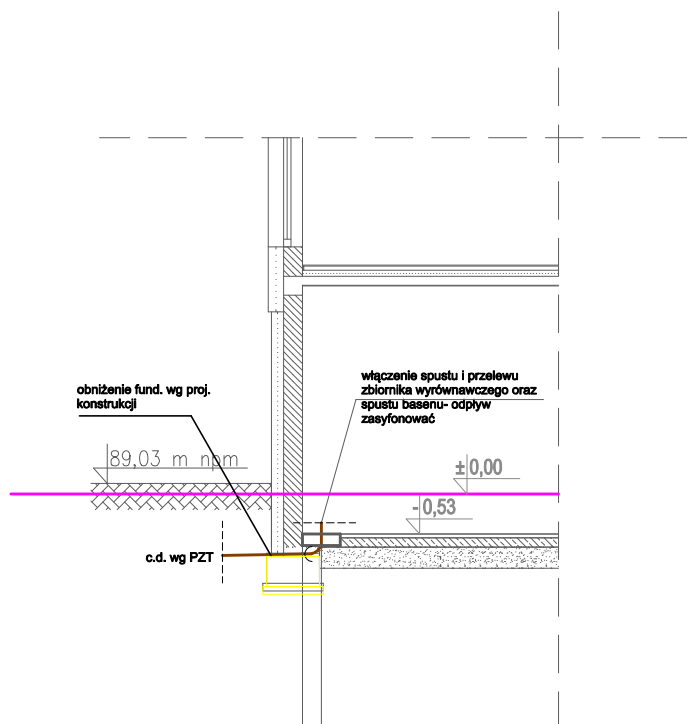 włączenie spustu i przelewu
zbiornika wyrównawczego oraz
spustu basenu- odpływ
zasyfonować
obniżenie fund. wg proj.
konstrukcji
89,03 m npm
±0,00
-0,53
c.d. wg PZT